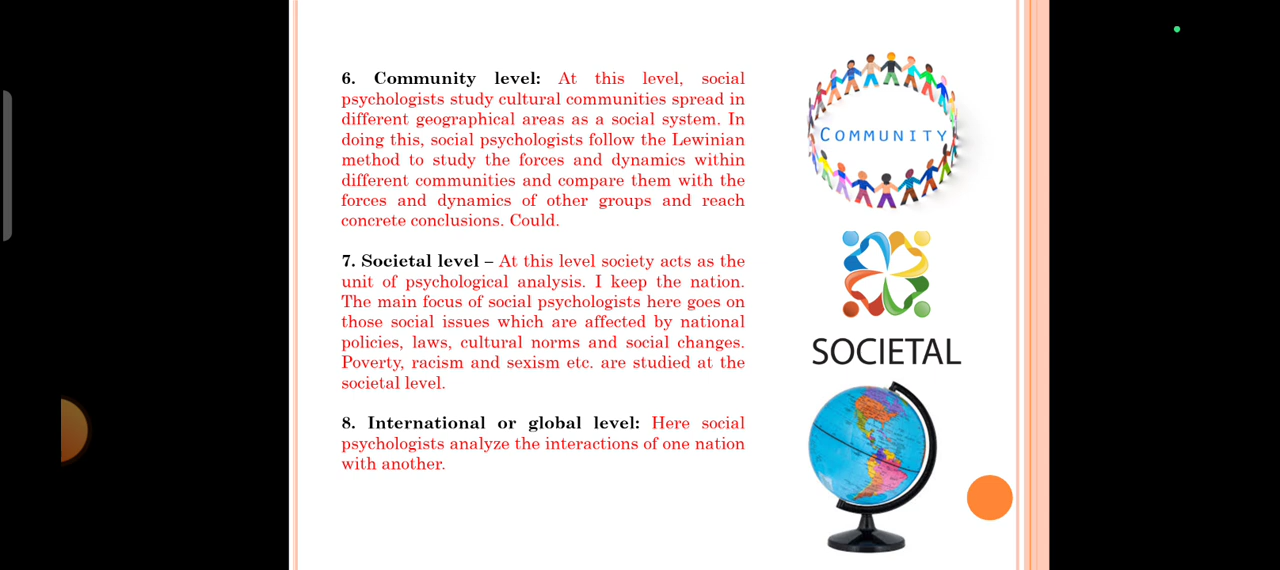 6. Community level: At this level, social
psychologists study cultural communities spread in
different geographical areas as a social system. In
doing this, social psychologists follow the Lewinian
method to study the forces and dynamics within
different communities and compare them with the
forces and dynamics of other groups and reach
concrete conclusions. Could.
7. Societal level – At this level society acts as the
unit of psychological analysis. I keep the nation.
The main focus of social psychologists here goes on
those social issues which are affected by national
policies, laws, cultural norms and social changes.
Poverty, racism and sexism etc. are studied at the
societal level.
8. International or global level: Here social
psychologists analyze the interactions of one nation
with another.
COMMUNITY
SOCIETAL